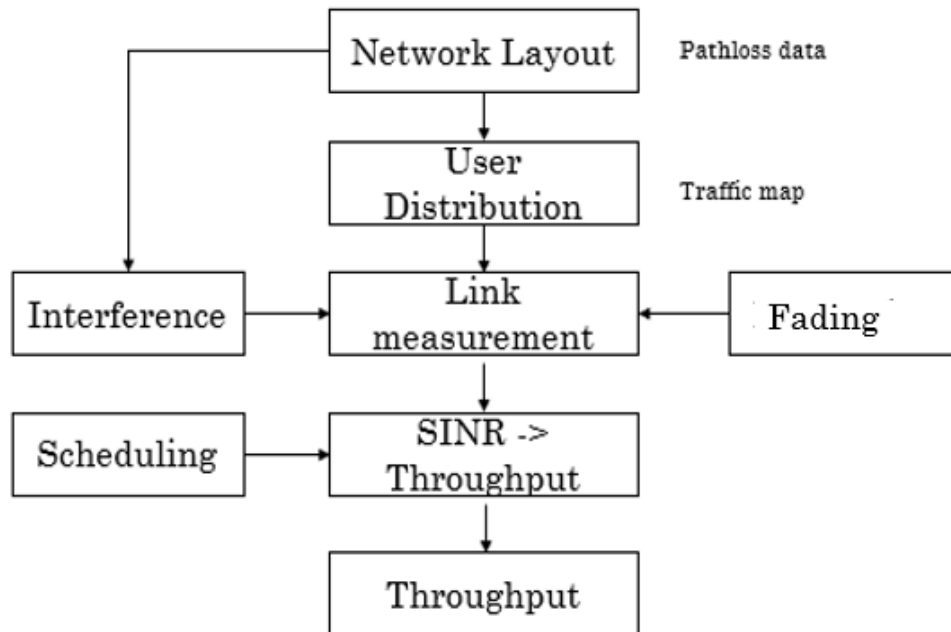 Network Layout
Pathloss data
User
Distribution
Traffic map
Interference
Link
measurement
Fading
Scheduling
SINR ->
Throughput
Throughput